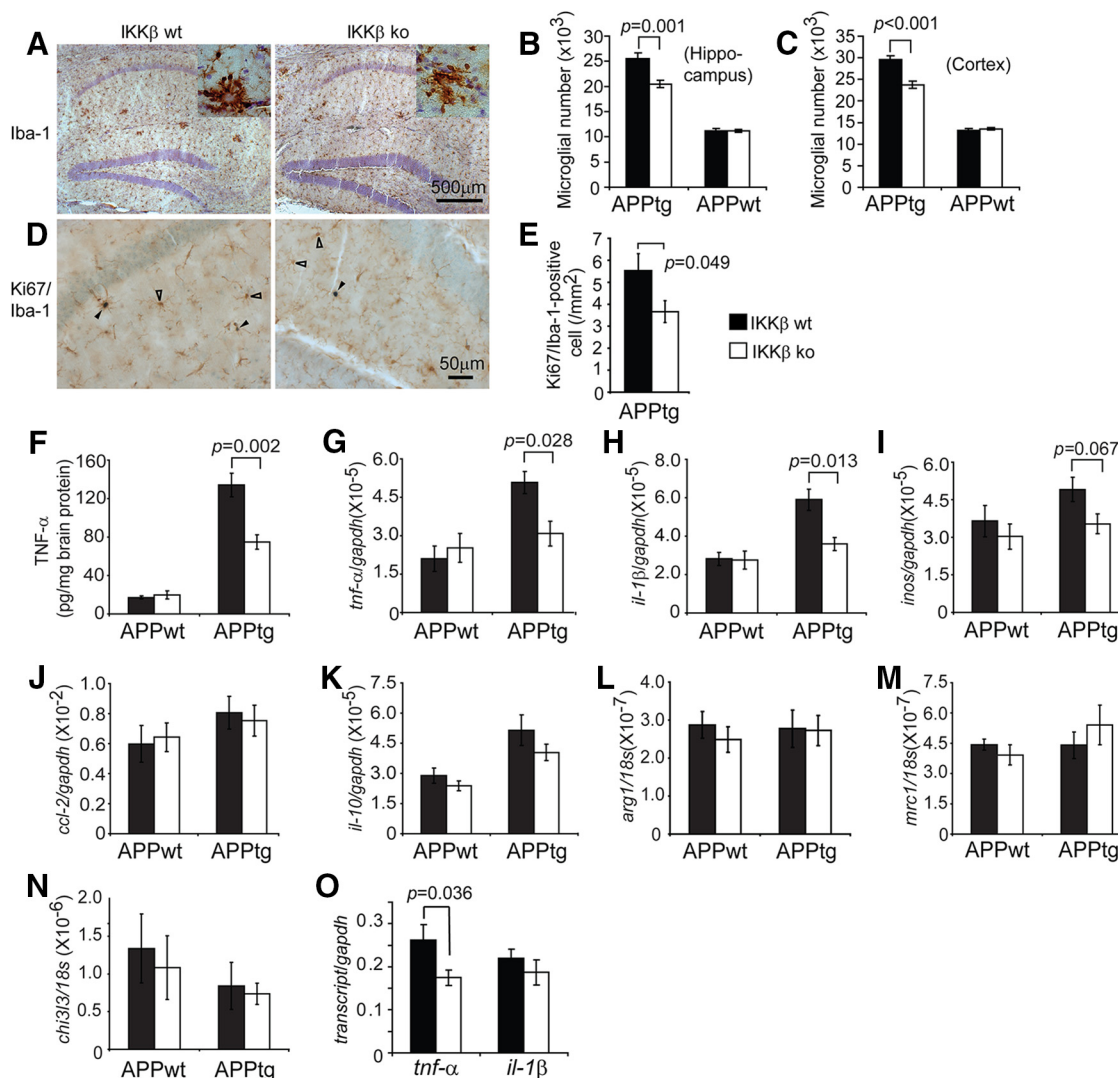 IKKβ wt
IKKβ ko
A
Iba-1
500μm
B
Microglial number (x10³)
30
25
20
15
10
5
0
p=0.001
(Hippo-
campus)
APPtg
APPwt
C
Microglial number (x10³)
35
30
25
20
15
10
5
0
p<0.001
(Cortex)
APPtg
APPwt
D
Ki67/
Iba-1
50μm
E
Ki67/Iba-1-positive
cell (/mm2)
7
6
5
4
3
2
1
0
p=0.049
APPtg
IKKβ wt
IKKβ ko
F
TNF-α
(pg/mg brain protein)
160
120
80
40
0
p=0.002
APPwt
APPtg
G
tnf-α/gapdh(X10⁻⁵)
6.0
4.5
3.0
1.5
0
p=0.028
APPwt
APPtg
H
il-1β/gapdh(X10⁻⁵)
8.0
6.0
4.0
2.0
0
p=0.013
APPwt
APPtg
I
inos/gapdh(X10⁻⁵)
6.0
4.5
3.0
1.5
0
p=0.067
APPwt
APPtg
J
ccl-2/gapdh (X10⁻²)
1.0
0.8
0.6
0.4
0.2
0
APPwt
APPtg
K
il-10/gapdh (X10⁻⁵)
7.5
6.0
4.5
3.0
1.5
0
APPwt
APPtg
L
arg1/18s(X10⁻⁷)
4.0
3.0
2.0
1.0
0
APPwt
APPtg
M
mrc1/18s(X10⁻⁷)
7.5
6.0
4.5
3.0
1.5
0
APPwt
APPtg
N
chi3l3/18s (X10⁻⁶)
2.0
1.5
1.0
0.5
0
APPwt
APPtg
O
transcript/gapdh
0.3
0.2
0.1
0
p=0.036
tnf-α
il-1β